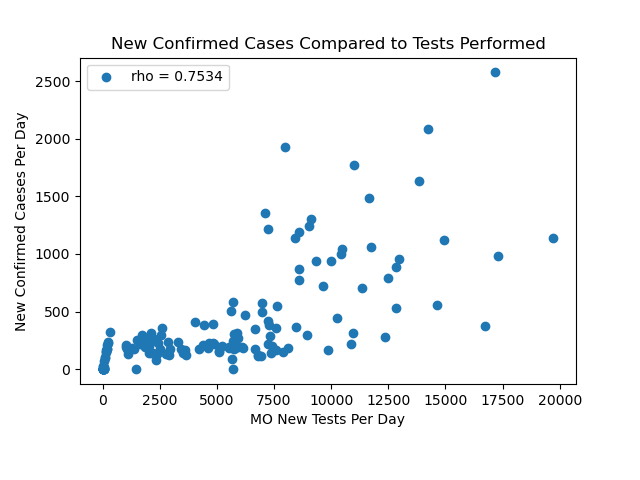 New Confirmed Cases Compared to Tests Performed
rho = 0.7534
New Confirmed Caeses Per Day
2500
2000
1500
1000
500
0
0 2500 5000 7500 10000 12500 15000 17500 20000
MO New Tests Per Day